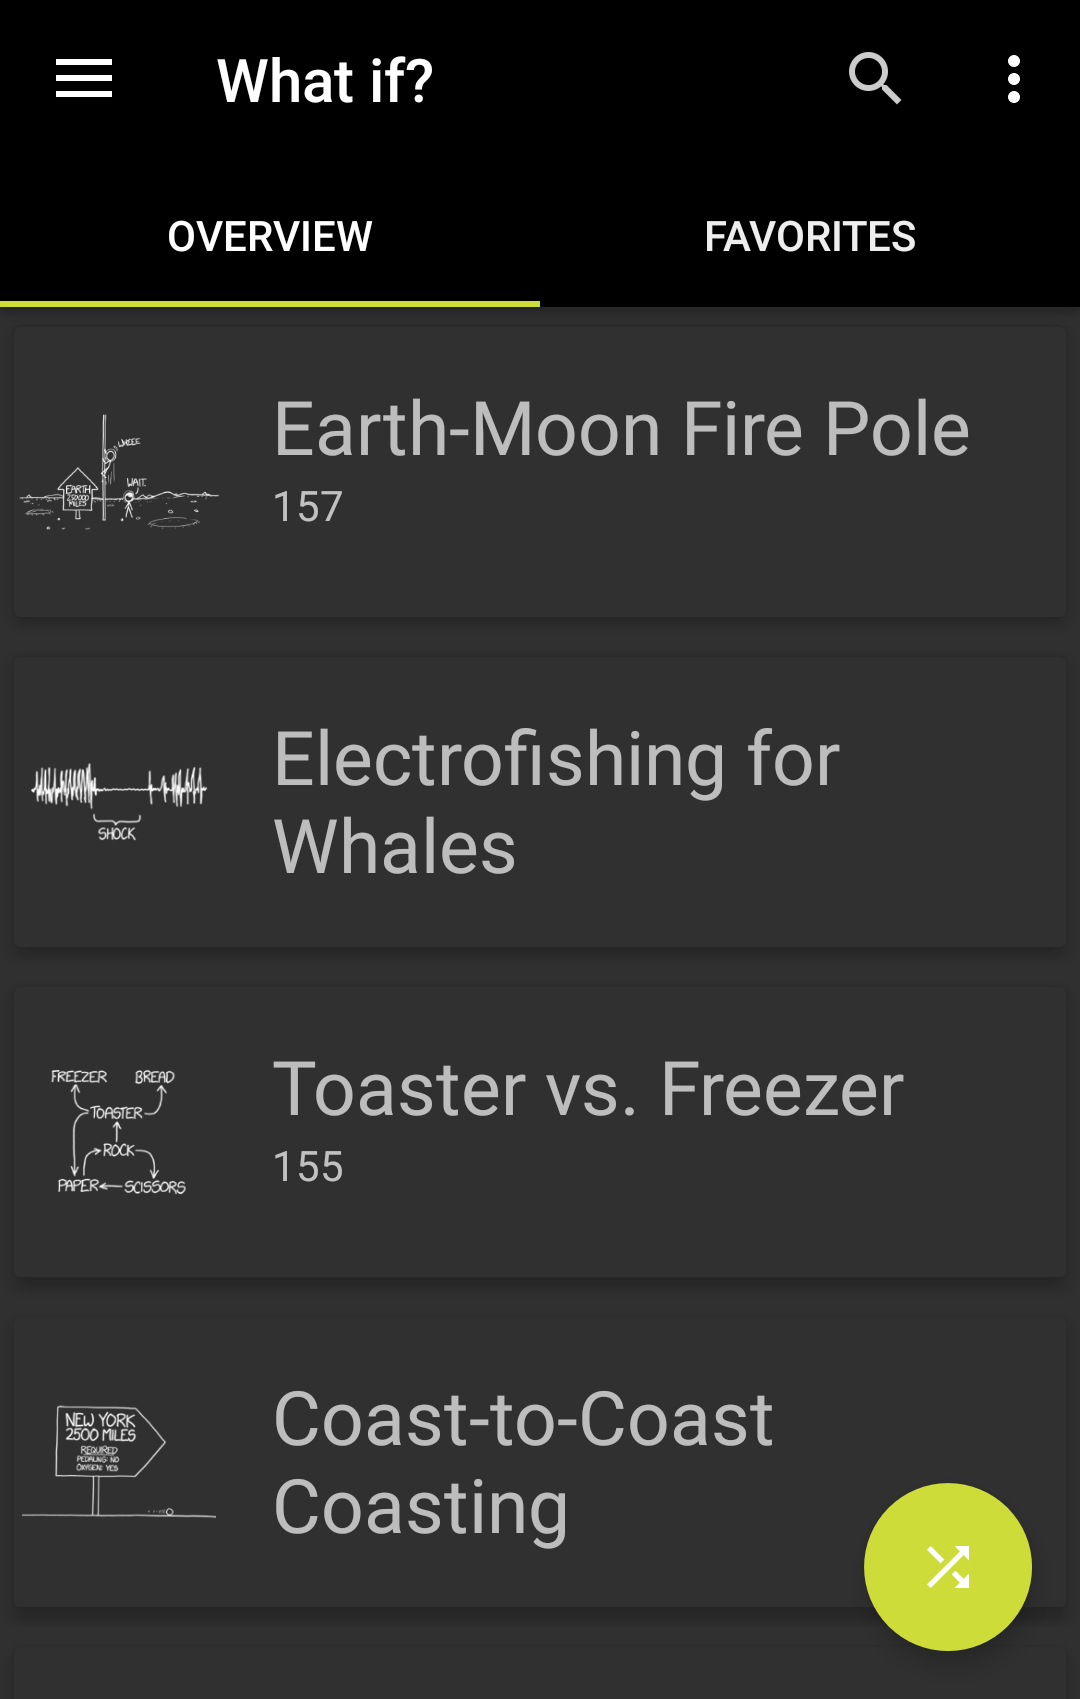 What if?
OVERVIEW
FAVORITES
Earth-Moon Fire Pole
157
WAIT.
EARTH
250,000
MILES
Electrofishing for
Whales
SHOCK
Toaster vs. Freezer
155
FREEZER BREAD
TOASTER
ROCK
PAPER SCISSORS
Coast-to-Coast
Coasting
NEW YORK
2500 MILES
REQUIRED
PEDALING: NO
OXYGEN: YES